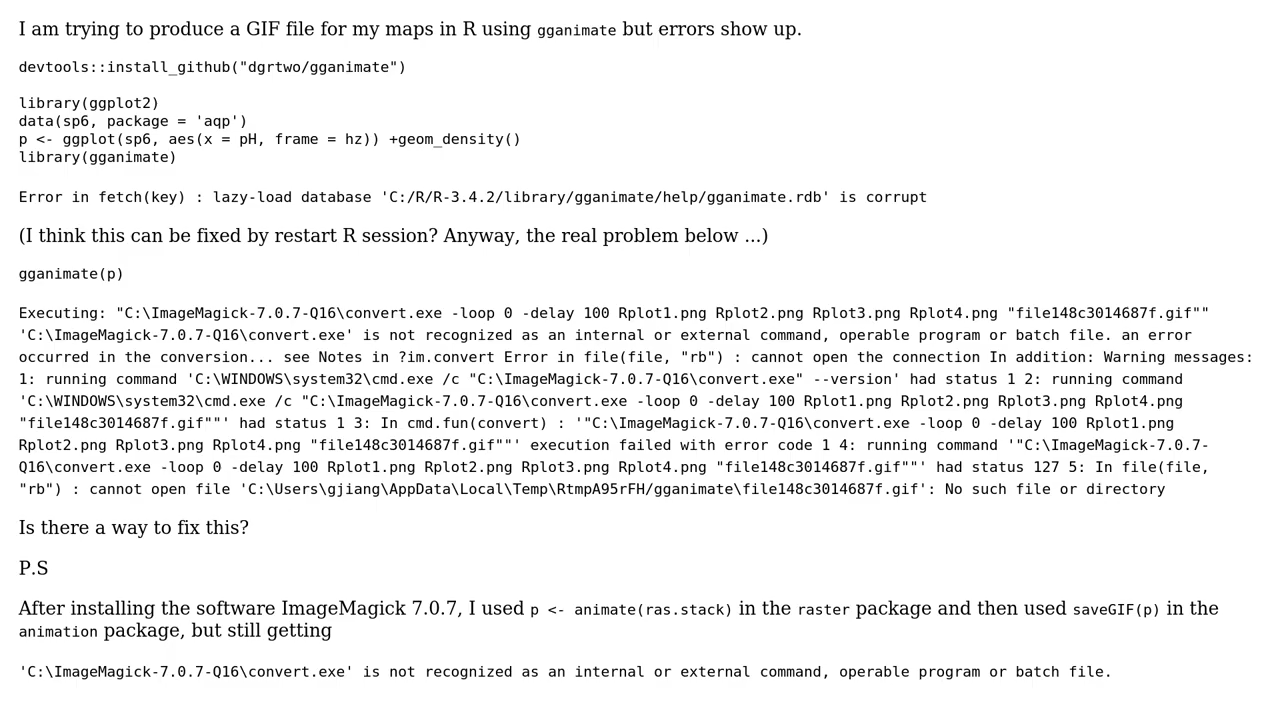 I am trying to produce a GIF file for my maps in R using gganimate but errors show up.
devtools::install_github("dgrtwo/gganimate")
library(ggplot2)
data(sp6, package = 'aqp')
p <- ggplot(sp6, aes(x = pH, frame = hz)) +geom_density()
library(gganimate)
Error in fetch(key) : lazy-load database 'C:/R/R-3.4.2/library/gganimate/help/gganimate.rdb' is corrupt
(I think this can be fixed by restart R session? Anyway, the real problem below ...)
gganimate(p)
Executing: "C:\ImageMagick-7.0.7-Q16\convert.exe -loop 0 -delay 100 Rplot1.png Rplot2.png Rplot3.png Rplot4.png "file148c3014687f.gif""
'C:\ImageMagick-7.0.7-Q16\convert.exe' is not recognized as an internal or external command, operable program or batch file. an error
occurred in the conversion... see Notes in ?im.convert Error in file(file, "rb") : cannot open the connection In addition: Warning messages:
1: running command 'C:\WINDOWS\system32\cmd.exe /c "C:\ImageMagick-7.0.7-Q16\convert.exe" --version' had status 1 2: running command
'C:\WINDOWS\system32\cmd.exe /c "C:\ImageMagick-7.0.7-Q16\convert.exe -loop 0 -delay 100 Rplot1.png Rplot2.png Rplot3.png Rplot4.png
"file148c3014687f.gif""' had status 1 3: In cmd.fun(convert) : '"C:\ImageMagick-7.0.7-Q16\convert.exe -loop 0 -delay 100 Rplot1.png
Rplot2.png Rplot3.png Rplot4.png "file148c3014687f.gif""' execution failed with error code 1 4: running command '"C:\ImageMagick-7.0.7-
Q16\convert.exe -loop 0 -delay 100 Rplot1.png Rplot2.png Rplot3.png Rplot4.png "file148c3014687f.gif""' had status 127 5: In file(file,
"rb") : cannot open file 'C:\Users\gjiang\AppData\Local\Temp\RtmpA95rFH/gganimate\file148c3014687f.gif': No such file or directory
Is there a way to fix this?
P.S
After installing the software ImageMagick 7.0.7, I used p <- animate(ras.stack) in the raster package and then used saveGIF(p) in the
animation package, but still getting
'C:\ImageMagick-7.0.7-Q16\convert.exe' is not recognized as an internal or external command, operable program or batch file.